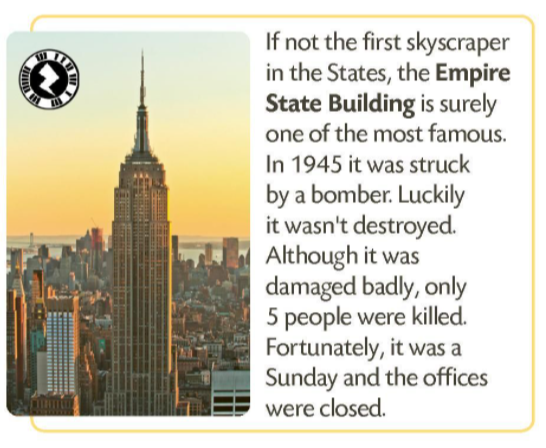 If not the first skyscraper
in the States, the Empire
State Building is surely
one of the most famous.
In 1945 it was struck
by a bomber. Luckily
it wasn't destroyed.
Although it was
damaged badly, only
5 people were killed.
Fortunately, it was a
Sunday and the offices
were closed.